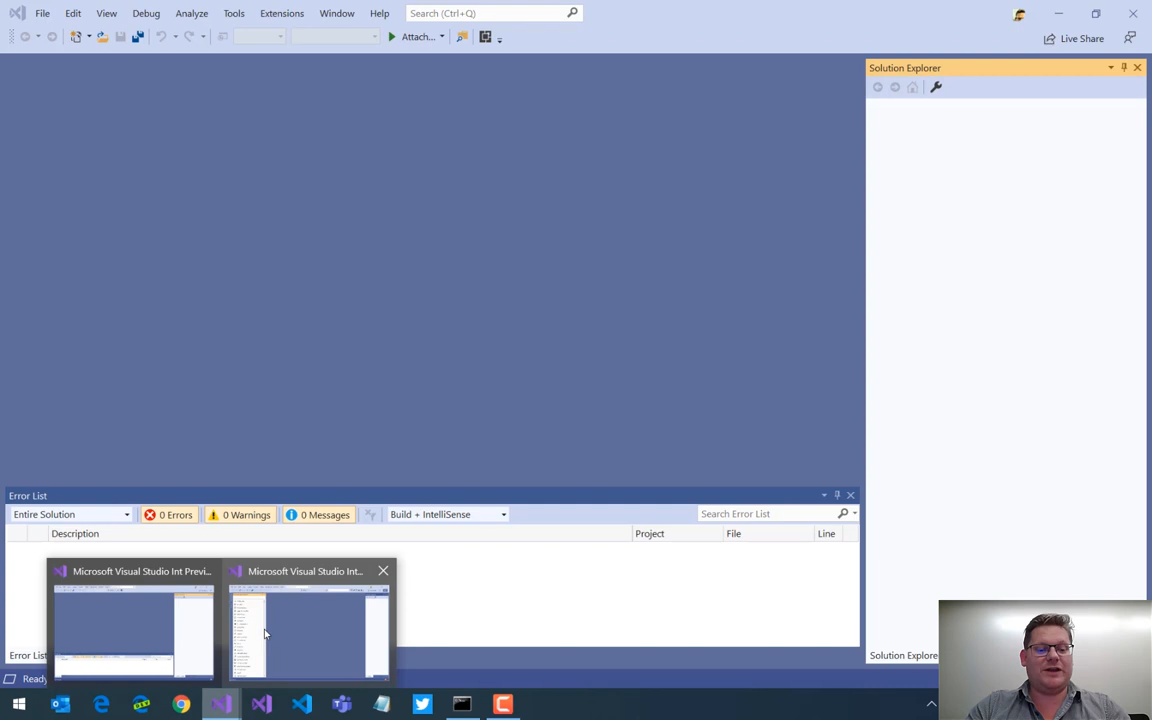 File Edit View Debug Analyze Tools Extensions Window Help Search (Ctrl+Q)
Attach...
Live Share
Solution Explorer
Error List
Entire Solution 0 Errors 0 Warnings 0 Messages Build + IntelliSense Search Error List
Description Project File Line
Microsoft Visual Studio Int Previ... Microsoft Visual Studio Int...
Error List
Solution Explorer
Ready